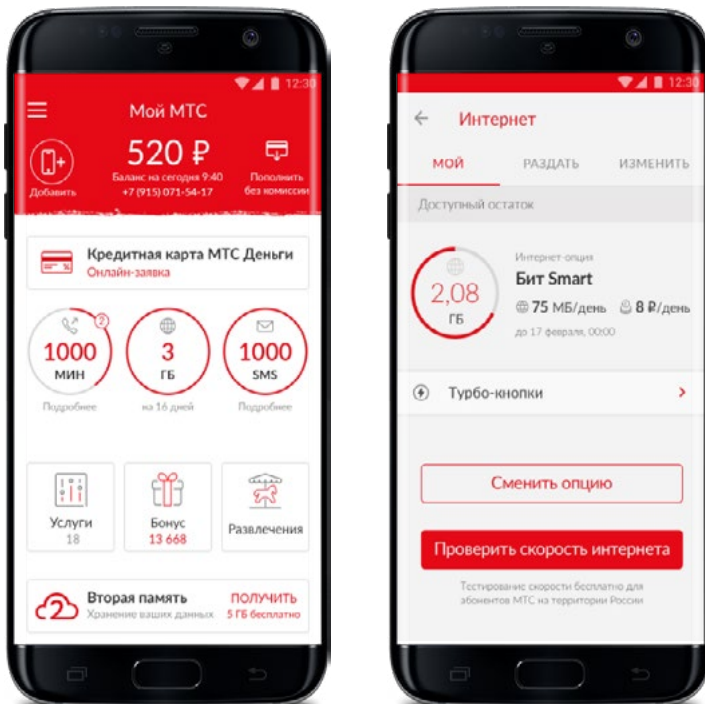 12:30
Мой МТС
520 ₽
Добавить
Баланс на сегодня 9:40
+7 (915) 071-54-17
Пополнить
без комиссии
Кредитная карта МТС Деньги
Онлайн-заявка
2
1000
МИН
Подробнее
3
ГБ
на 16 дней
1000
SMS
Подробнее
Услуги
18
Бонус
13 668
Развлечения
2
Вторая память
Хранение ваших данных
ПОЛУЧИТЬ
5 ГБ бесплатно
12:30
Интернет
МОЙ РАЗДАТЬ ИЗМЕНИТЬ
Доступный остаток
2,08
ГБ
Интернет-опция
Бит Smart
75 МБ/день 8 ₽/день
до 17 февраля, 00:00
Турбо-кнопки
Сменить опцию
Проверить скорость интернета
Тестирование скорости бесплатно для
абонентов МТС на территории России